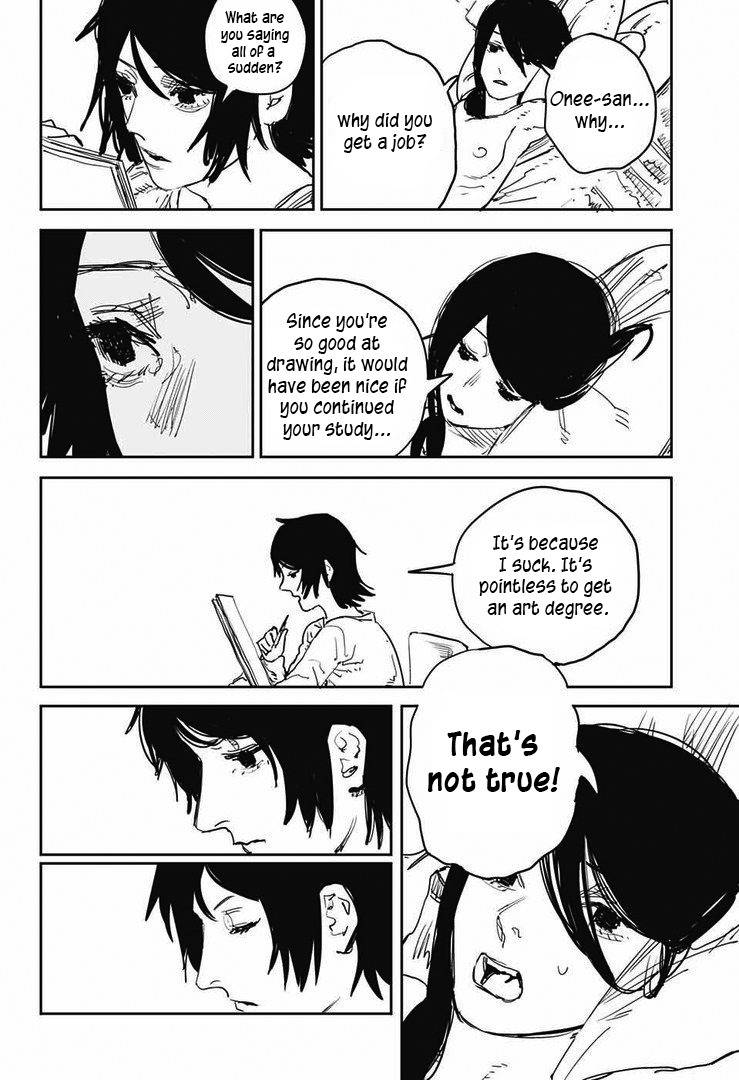 Onee-san...
why...
Why did you
get a job?
What are
you saying
all of a
sudden?
Since you're
so good at
drawing, it would
have been nice if
you continued
your study...
It's because
I suck. It's
pointless to get
an art degree.
That's
not true!